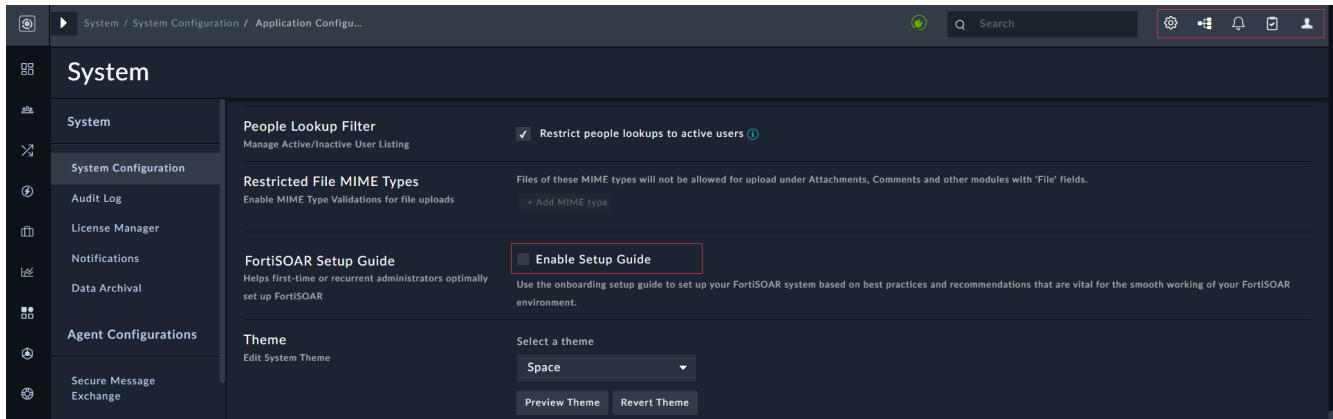 System / System Configuration / Application Configu...
Search
System
System
System Configuration
Audit Log
License Manager
Notifications
Data Archival
Agent Configurations
Secure Message
Exchange
People Lookup Filter
Manage Active/Inactive User Listing
Restrict people lookups to active users
Restricted File MIME Types
Enable MIME Type Validations for file uploads
Files of these MIME types will not be allowed for upload under Attachments, Comments and other modules with 'File' fields.
+ Add MIME type
FortiSOAR Setup Guide
Helps first-time or recurrent administrators optimally
set up FortiSOAR
Enable Setup Guide
Use the onboarding setup guide to set up your FortiSOAR system based on best practices and recommendations that are vital for the smooth working of your FortiSOAR
environment.
Theme
Edit System Theme
Select a theme
Space
Preview Theme
Revert Theme